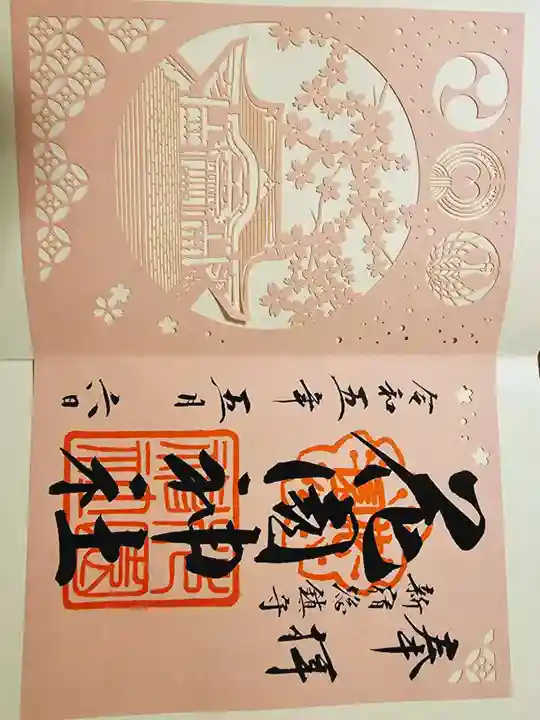 奉拝
新宿総鎮守
花園神社
令和五年五月六日